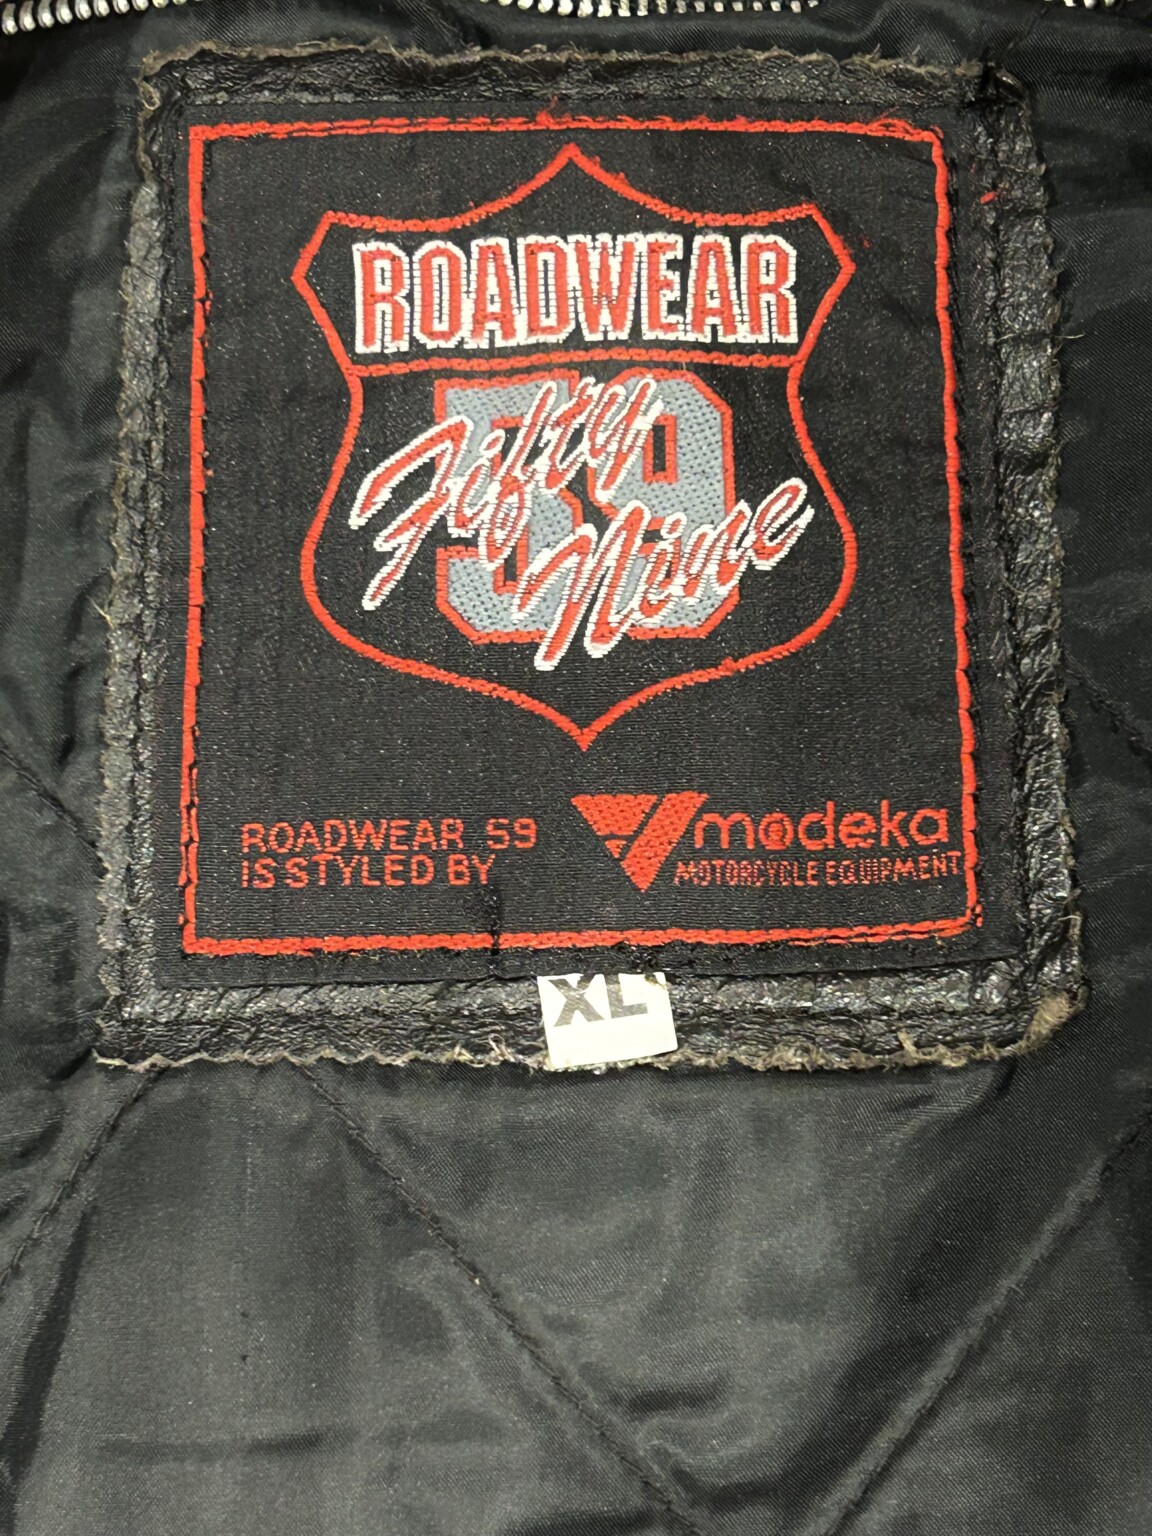 ROADWEAR
59
Fifty
Nine
ROADWEAR 59
IS STYLED BY
modeka
MOTORCYCLE EQUIPMENT
XL